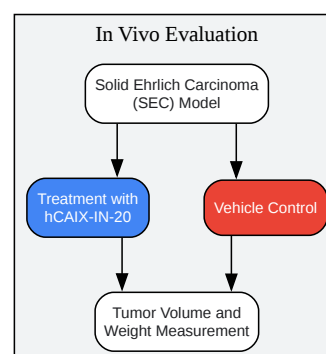 In Vivo Evaluation
Solid Ehrlich Carcinoma
(SEC) Model
Treatment with
hCAIX-IN-20
Vehicle Control
Tumor Volume and
Weight Measurement